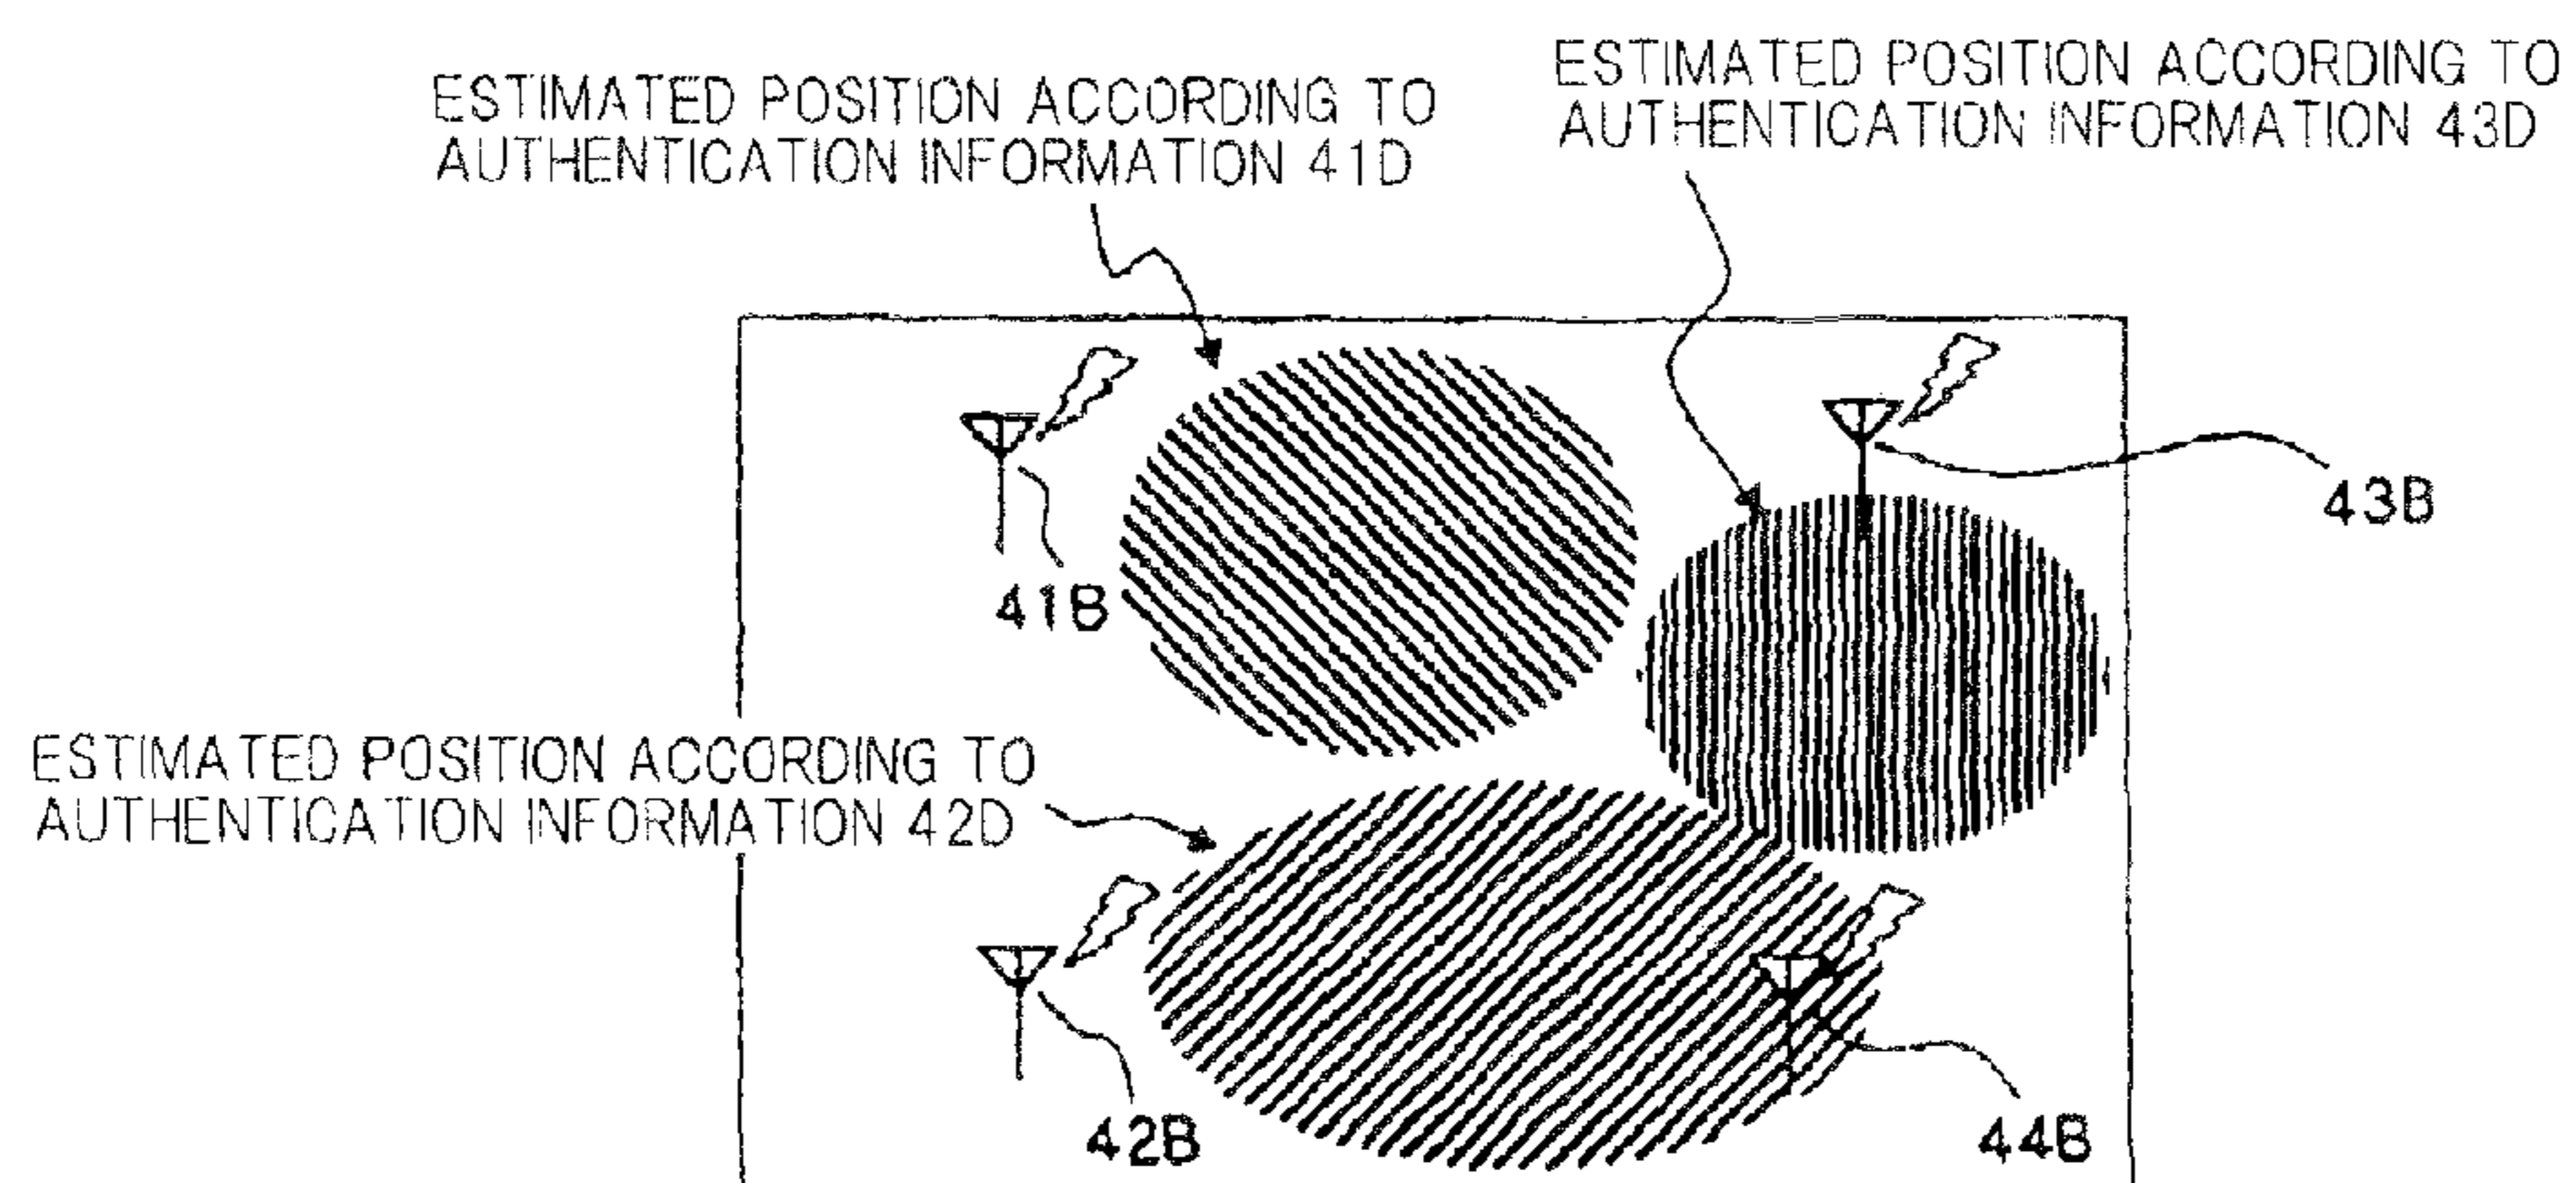 ESTIMATED POSITION ACCORDING TO
AUTHENTICATION INFORMATION 41D
ESTIMATED POSITION ACCORDING TO
AUTHENTICATION INFORMATION 43D
43B
41B
ESTIMATED POSITION ACCORDING TO
AUTHENTICATION INFORMATION 42D
42B
44B